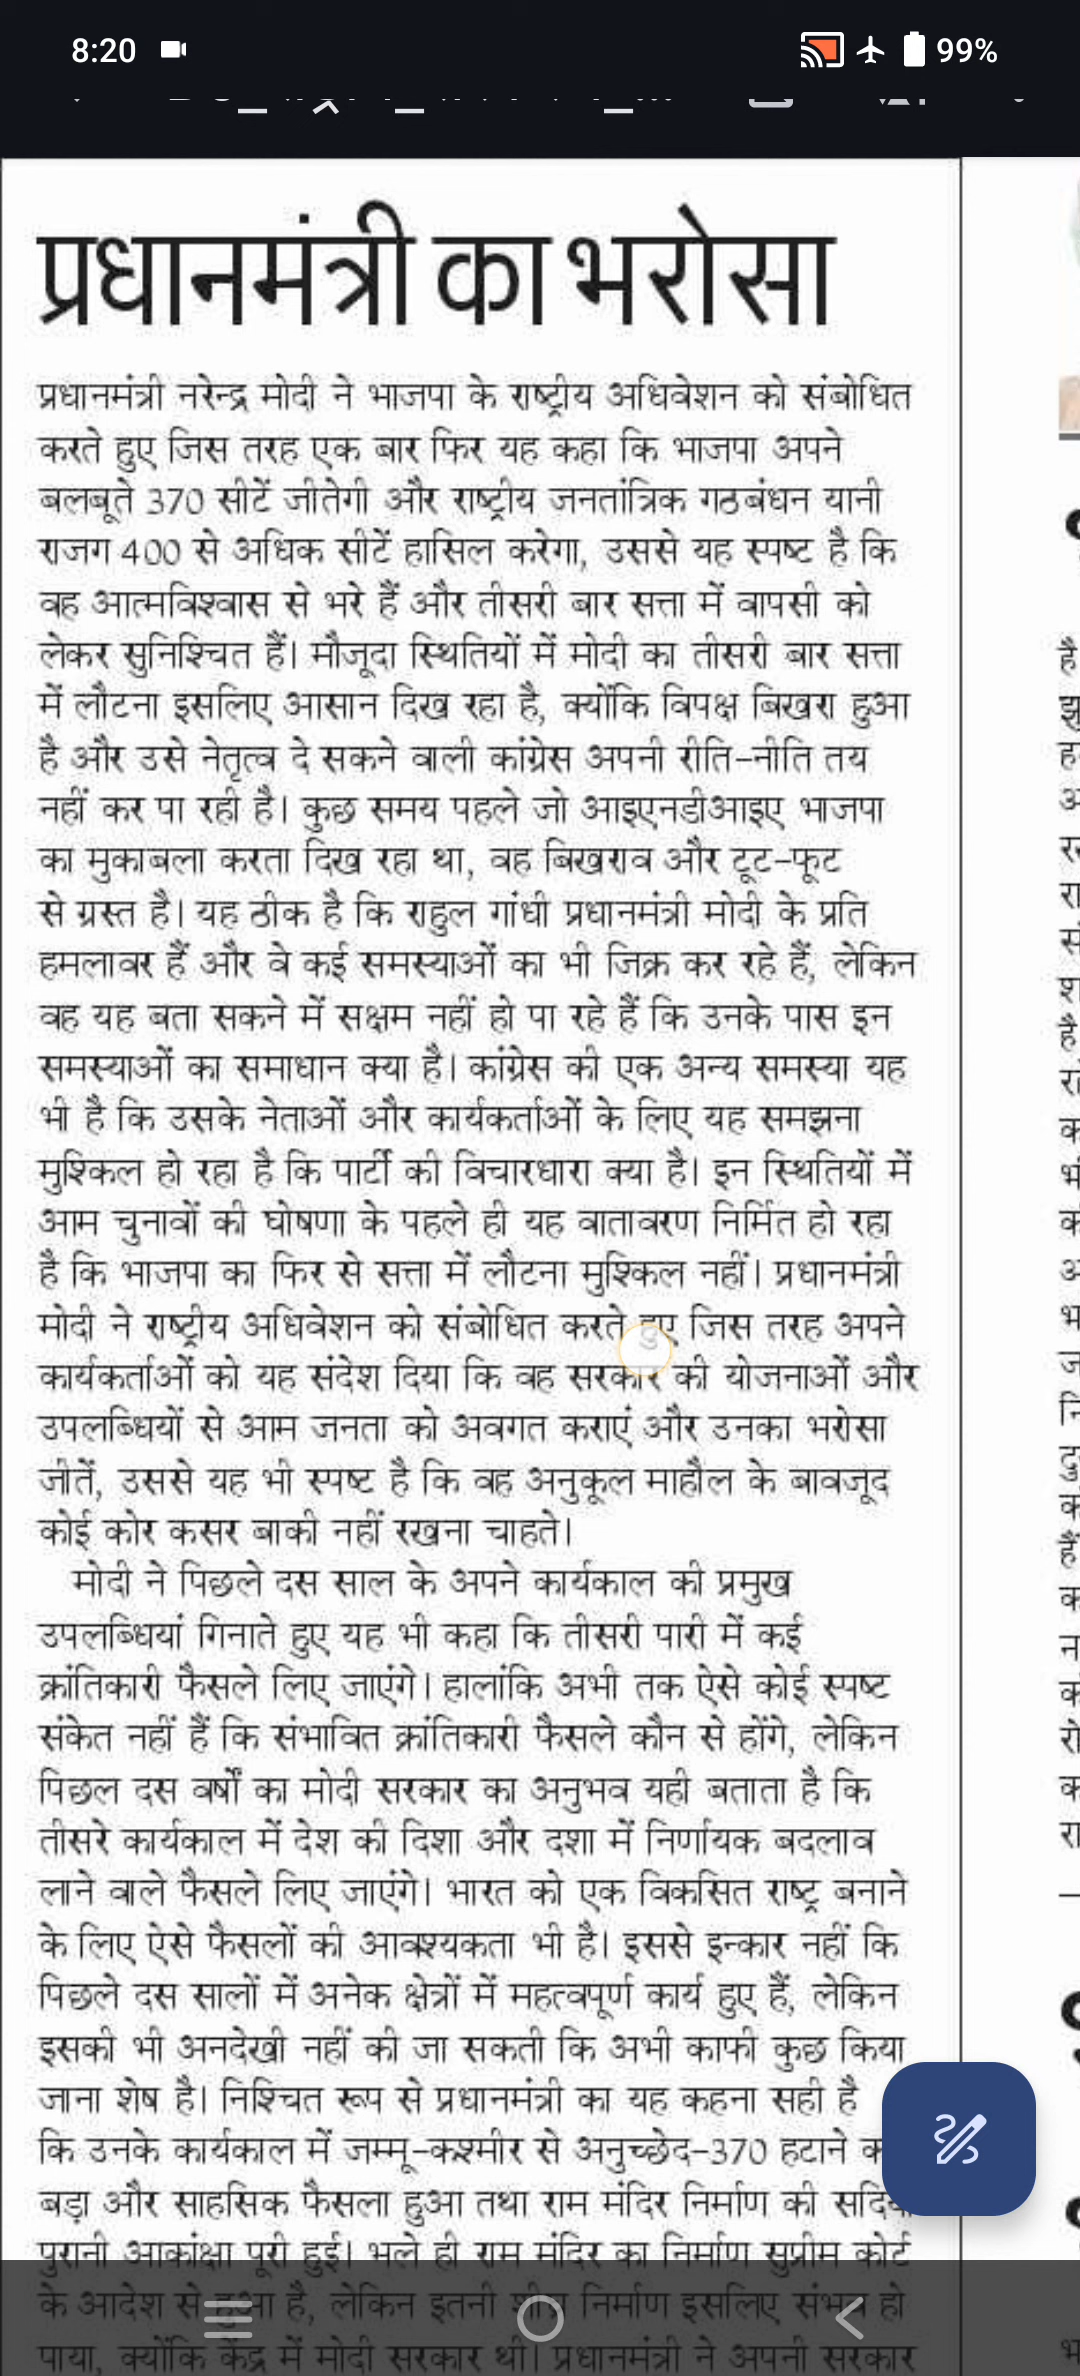 8:20
99%
प्रधानमंत्री का भरोसा
प्रधानमंत्री नरेन्द्र मोदी ने भाजपा के राष्ट्रीय अधिवेशन को संबोधित
करते हुए जिस तरह एक बार फिर यह कहा कि भाजपा अपने
बलबूते 370 सीटें जीतेगी और राष्ट्रीय जनतांत्रिक गठबंधन यानी
राजग 400 से अधिक सीटें हासिल करेगा, उससे यह स्पष्ट है कि
वह आत्मविश्वास से भरे हैं और तीसरी बार सत्ता में वापसी को
लेकर सुनिश्चित हैं। मौजूदा स्थितियों में मोदी का तीसरी बार सत्ता
में लौटना इसलिए आसान दिख रहा है, क्योंकि विपक्ष बिखरा हुआ
है और उसे नेतृत्व दे सकने वाली कांग्रेस अपनी रीति-नीति तय
नहीं कर पा रही है। कुछ समय पहले जो आइएनडीआइए भाजपा
का मुकाबला करता दिख रहा था, वह बिखराव और टूट-फूट
से ग्रस्त है। यह ठीक है कि राहुल गांधी प्रधानमंत्री मोदी के प्रति
हमलावर हैं और वे कई समस्याओं का भी जिक्र कर रहे हैं, लेकिन
वह यह बता सकने में सक्षम नहीं हो पा रहे हैं कि उनके पास इन
समस्याओं का समाधान क्या है। कांग्रेस की एक अन्य समस्या यह
भी है कि उसके नेताओं और कार्यकर्ताओं के लिए यह समझना
मुश्किल हो रहा है कि पार्टी की विचारधारा क्या है। इन स्थितियों में
आम चुनावों की घोषणा के पहले ही यह वातावरण निर्मित हो रहा
है कि भाजपा का फिर से सत्ता में लौटना मुश्किल नहीं। प्रधानमंत्री
मोदी ने राष्ट्रीय अधिवेशन को संबोधित करते हुए जिस तरह अपने
कार्यकर्ताओं को यह संदेश दिया कि वह सरकार की योजनाओं और
उपलब्धियों से आम जनता को अवगत कराएं और उनका भरोसा
जीतें, उससे यह भी स्पष्ट है कि वह अनुकूल माहौल के बावजूद
कोई कोर कसर बाकी नहीं रखना चाहते।
मोदी ने पिछले दस साल के अपने कार्यकाल की प्रमुख
उपलब्धियां गिनाते हुए यह भी कहा कि तीसरी पारी में कई
क्रांतिकारी फैसले लिए जाएंगे। हालांकि अभी तक ऐसे कोई स्पष्ट
संकेत नहीं हैं कि संभावित क्रांतिकारी फैसले कौन से होंगे, लेकिन
पिछल दस वर्षों का मोदी सरकार का अनुभव यही बताता है कि
तीसरे कार्यकाल में देश की दिशा और दशा में निर्णायक बदलाव
लाने वाले फैसले लिए जाएंगे। भारत को एक विकसित राष्ट्र बनाने
के लिए ऐसे फैसलों की आवश्यकता भी है। इससे इन्कार नहीं कि
पिछले दस सालों में अनेक क्षेत्रों में महत्वपूर्ण कार्य हुए हैं, लेकिन
इसकी भी अनदेखी नहीं की जा सकती कि अभी काफी कुछ किया
जाना शेष है। निश्चित रूप से प्रधानमंत्री का यह कहना सही है
कि उनके कार्यकाल में जम्मू-कश्मीर से अनुच्छेद-370 हटाने
बड़ा और साहसिक फैसला हुआ तथा राम मंदिर निर्माण की
पुरानी आकांक्षा पूरी हुई। भले ही राम मंदिर का निर्माण सुप्रीम कोर्ट
के आदेश से हुआ है, लेकिन इतनी शीघ्र निर्माण इसलिए संभव हो
पाया, क्योंकि केंद्र में मोदी सरकार थी। प्रधानमंत्री ने अपनी सरकार